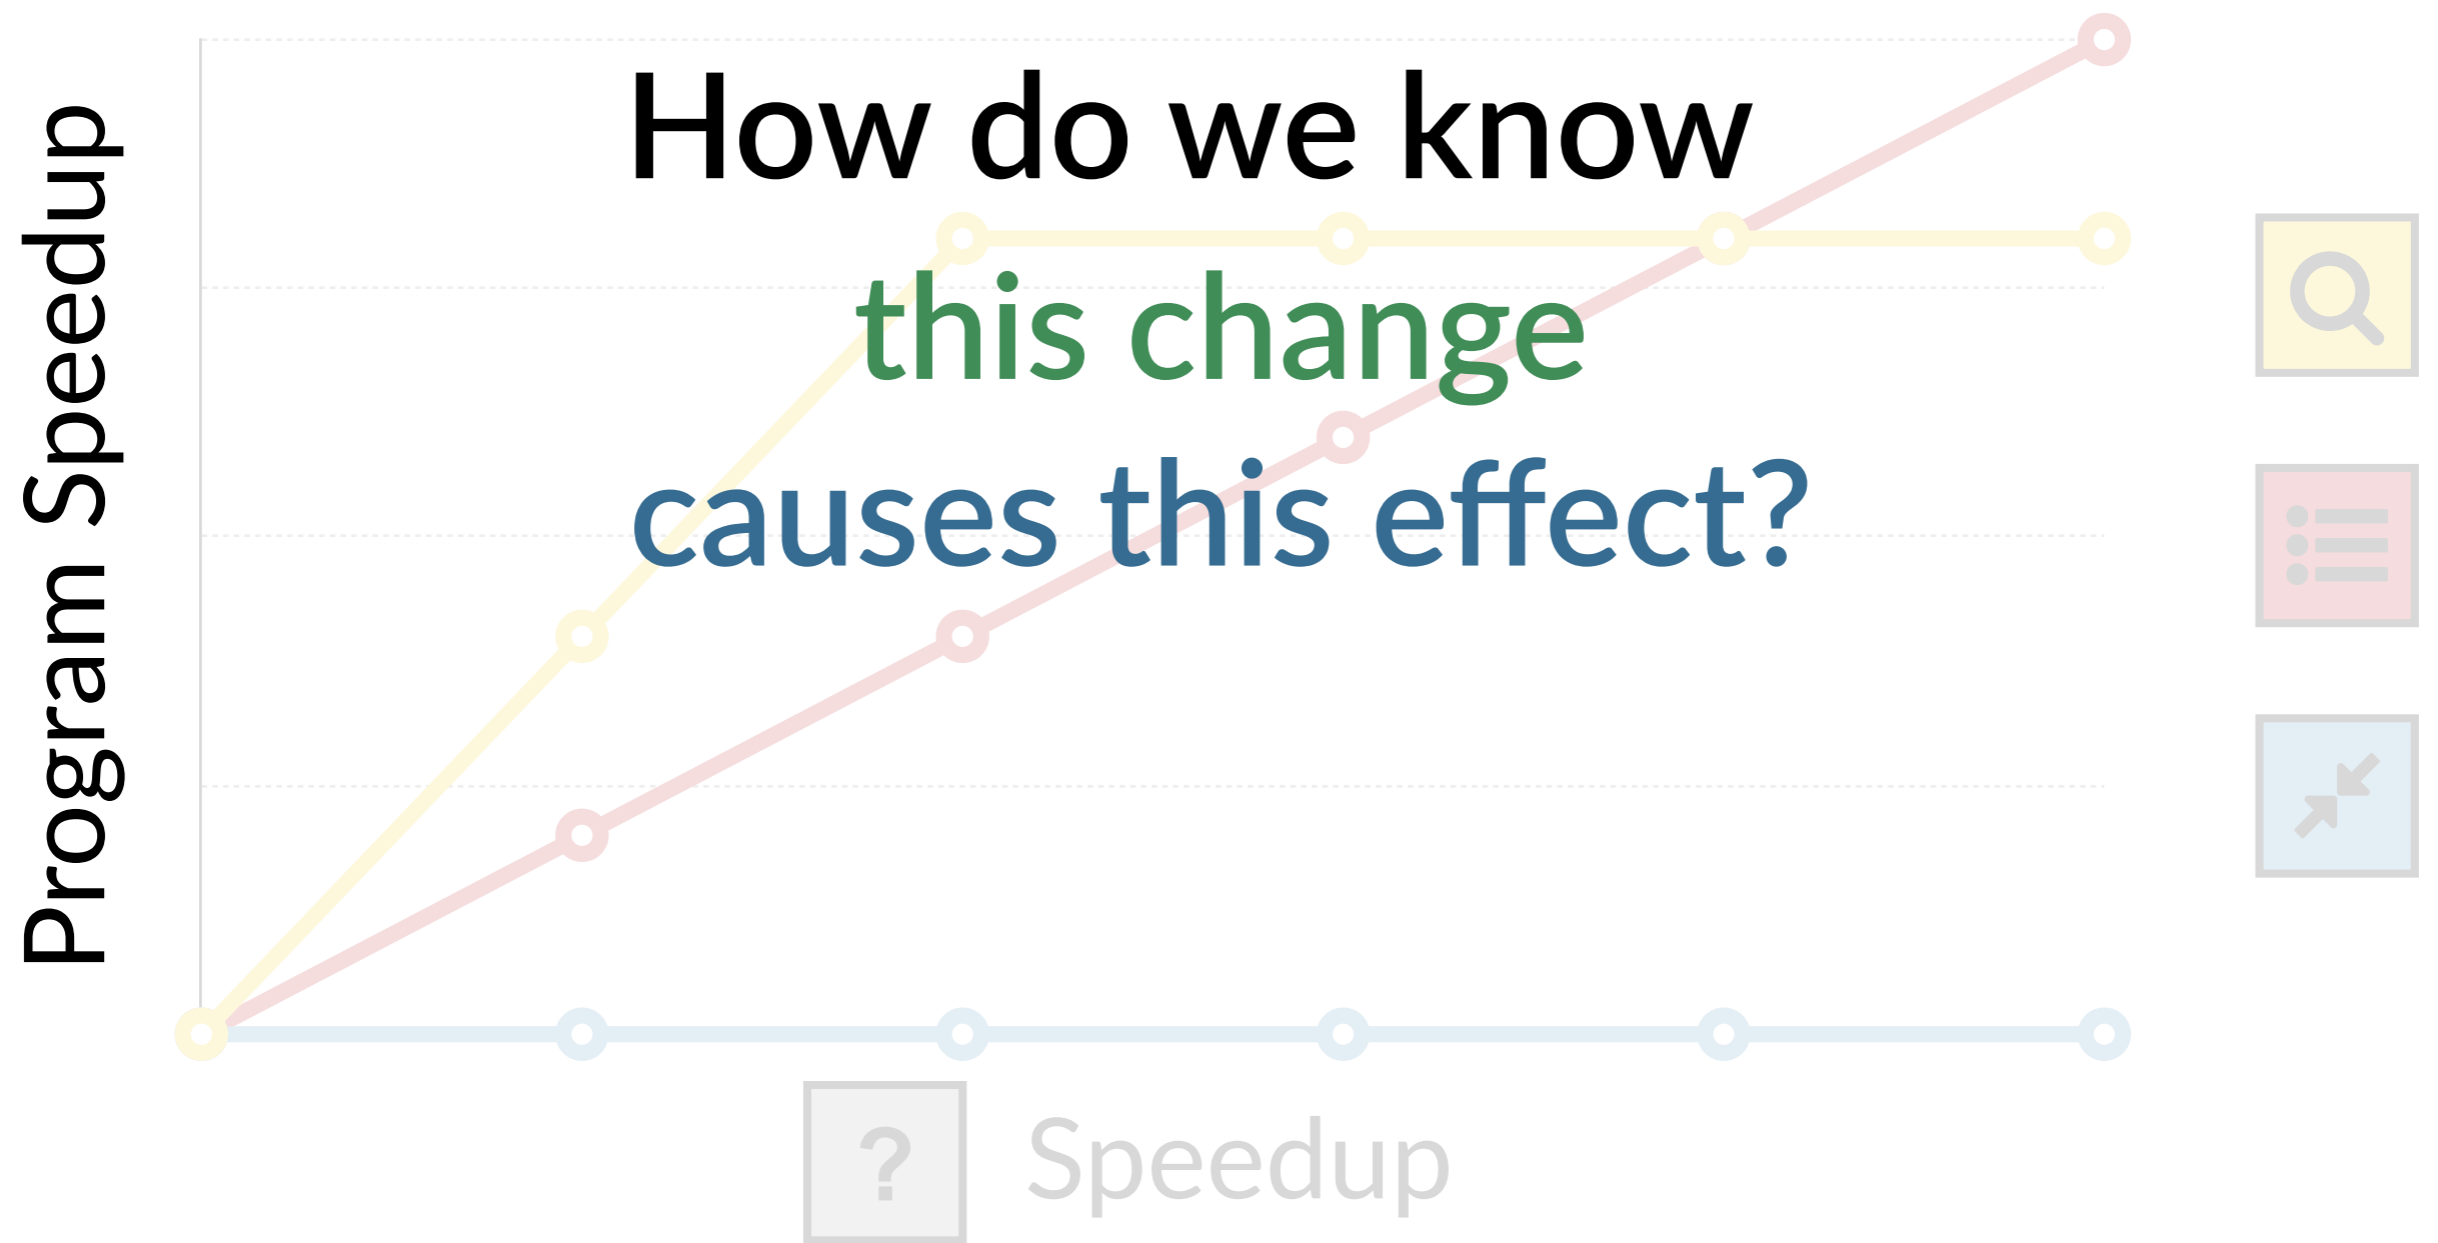 Program Speedup
How do we know
this change
causes this effect?
? Speedup